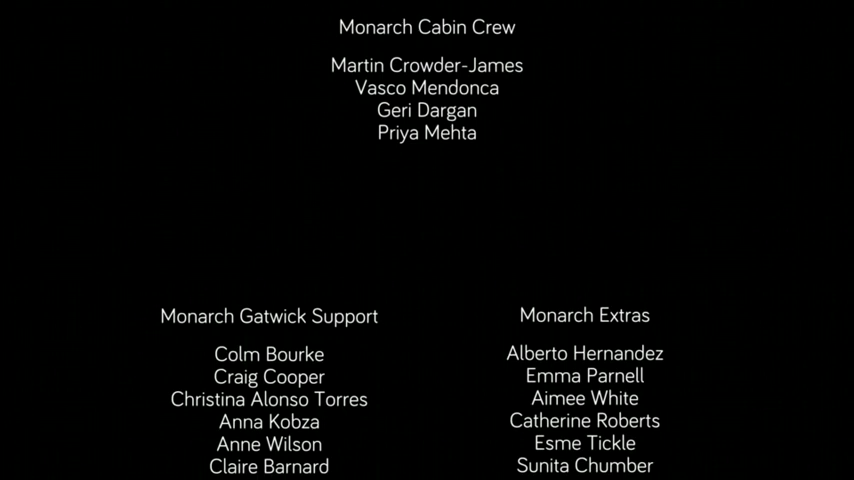 Monarch Cabin Crew
Martin Crowder-James
Vasco Mendonca
Geri Dargan
Priya Mehta
Monarch Gatwick Support
Colm Bourke
Craig Cooper
Christina Alonso Torres
Anna Kobza
Anne Wilson
Claire Barnard
Monarch Extras
Alberto Hernandez
Emma Parnell
Aimee White
Catherine Roberts
Esme Tickle
Sunita Chumber